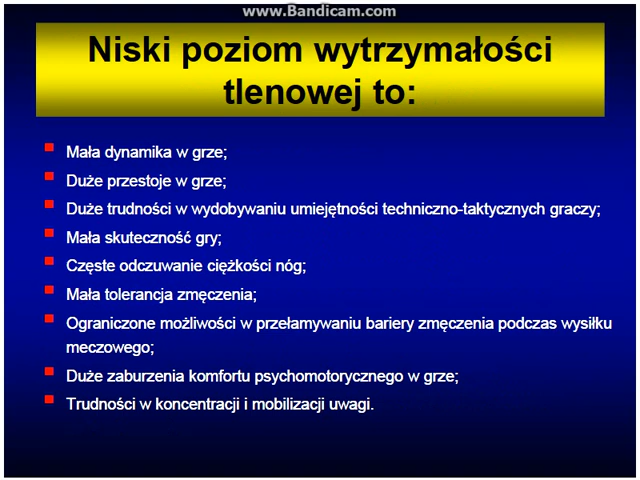 www.Bandicam.com
Niski poziom wytrzymałości
tlenowej to:
Mała dynamika w grze;
Duże przestoje w grze;
Duże trudności w wydobywaniu umiejętności techniczno-taktycznych graczy;
Mała skuteczność gry;
Częste odczuwanie ciężkości nóg;
Mała tolerancja zmęczenia;
Ograniczone możliwości w przełamywaniu bariery zmęczenia podczas wysiłku
meczowego;
Duże zaburzenia komfortu psychomotorycznego w grze;
Trudności w koncentracji i mobilizacji uwagi.